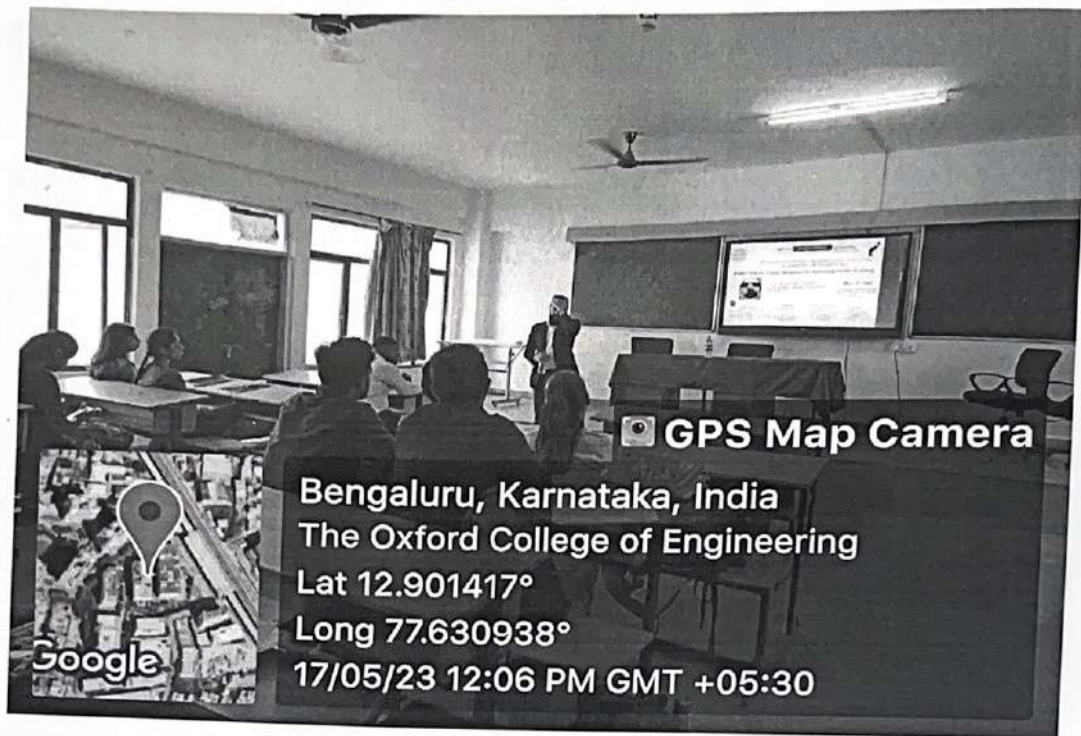 GPS Map Camera
Bengaluru, Karnataka, India
The Oxford College of Engineering
Lat 12.901417°
Long 77.630938°
17/05/23 12:06 PM GMT +05:30
Google